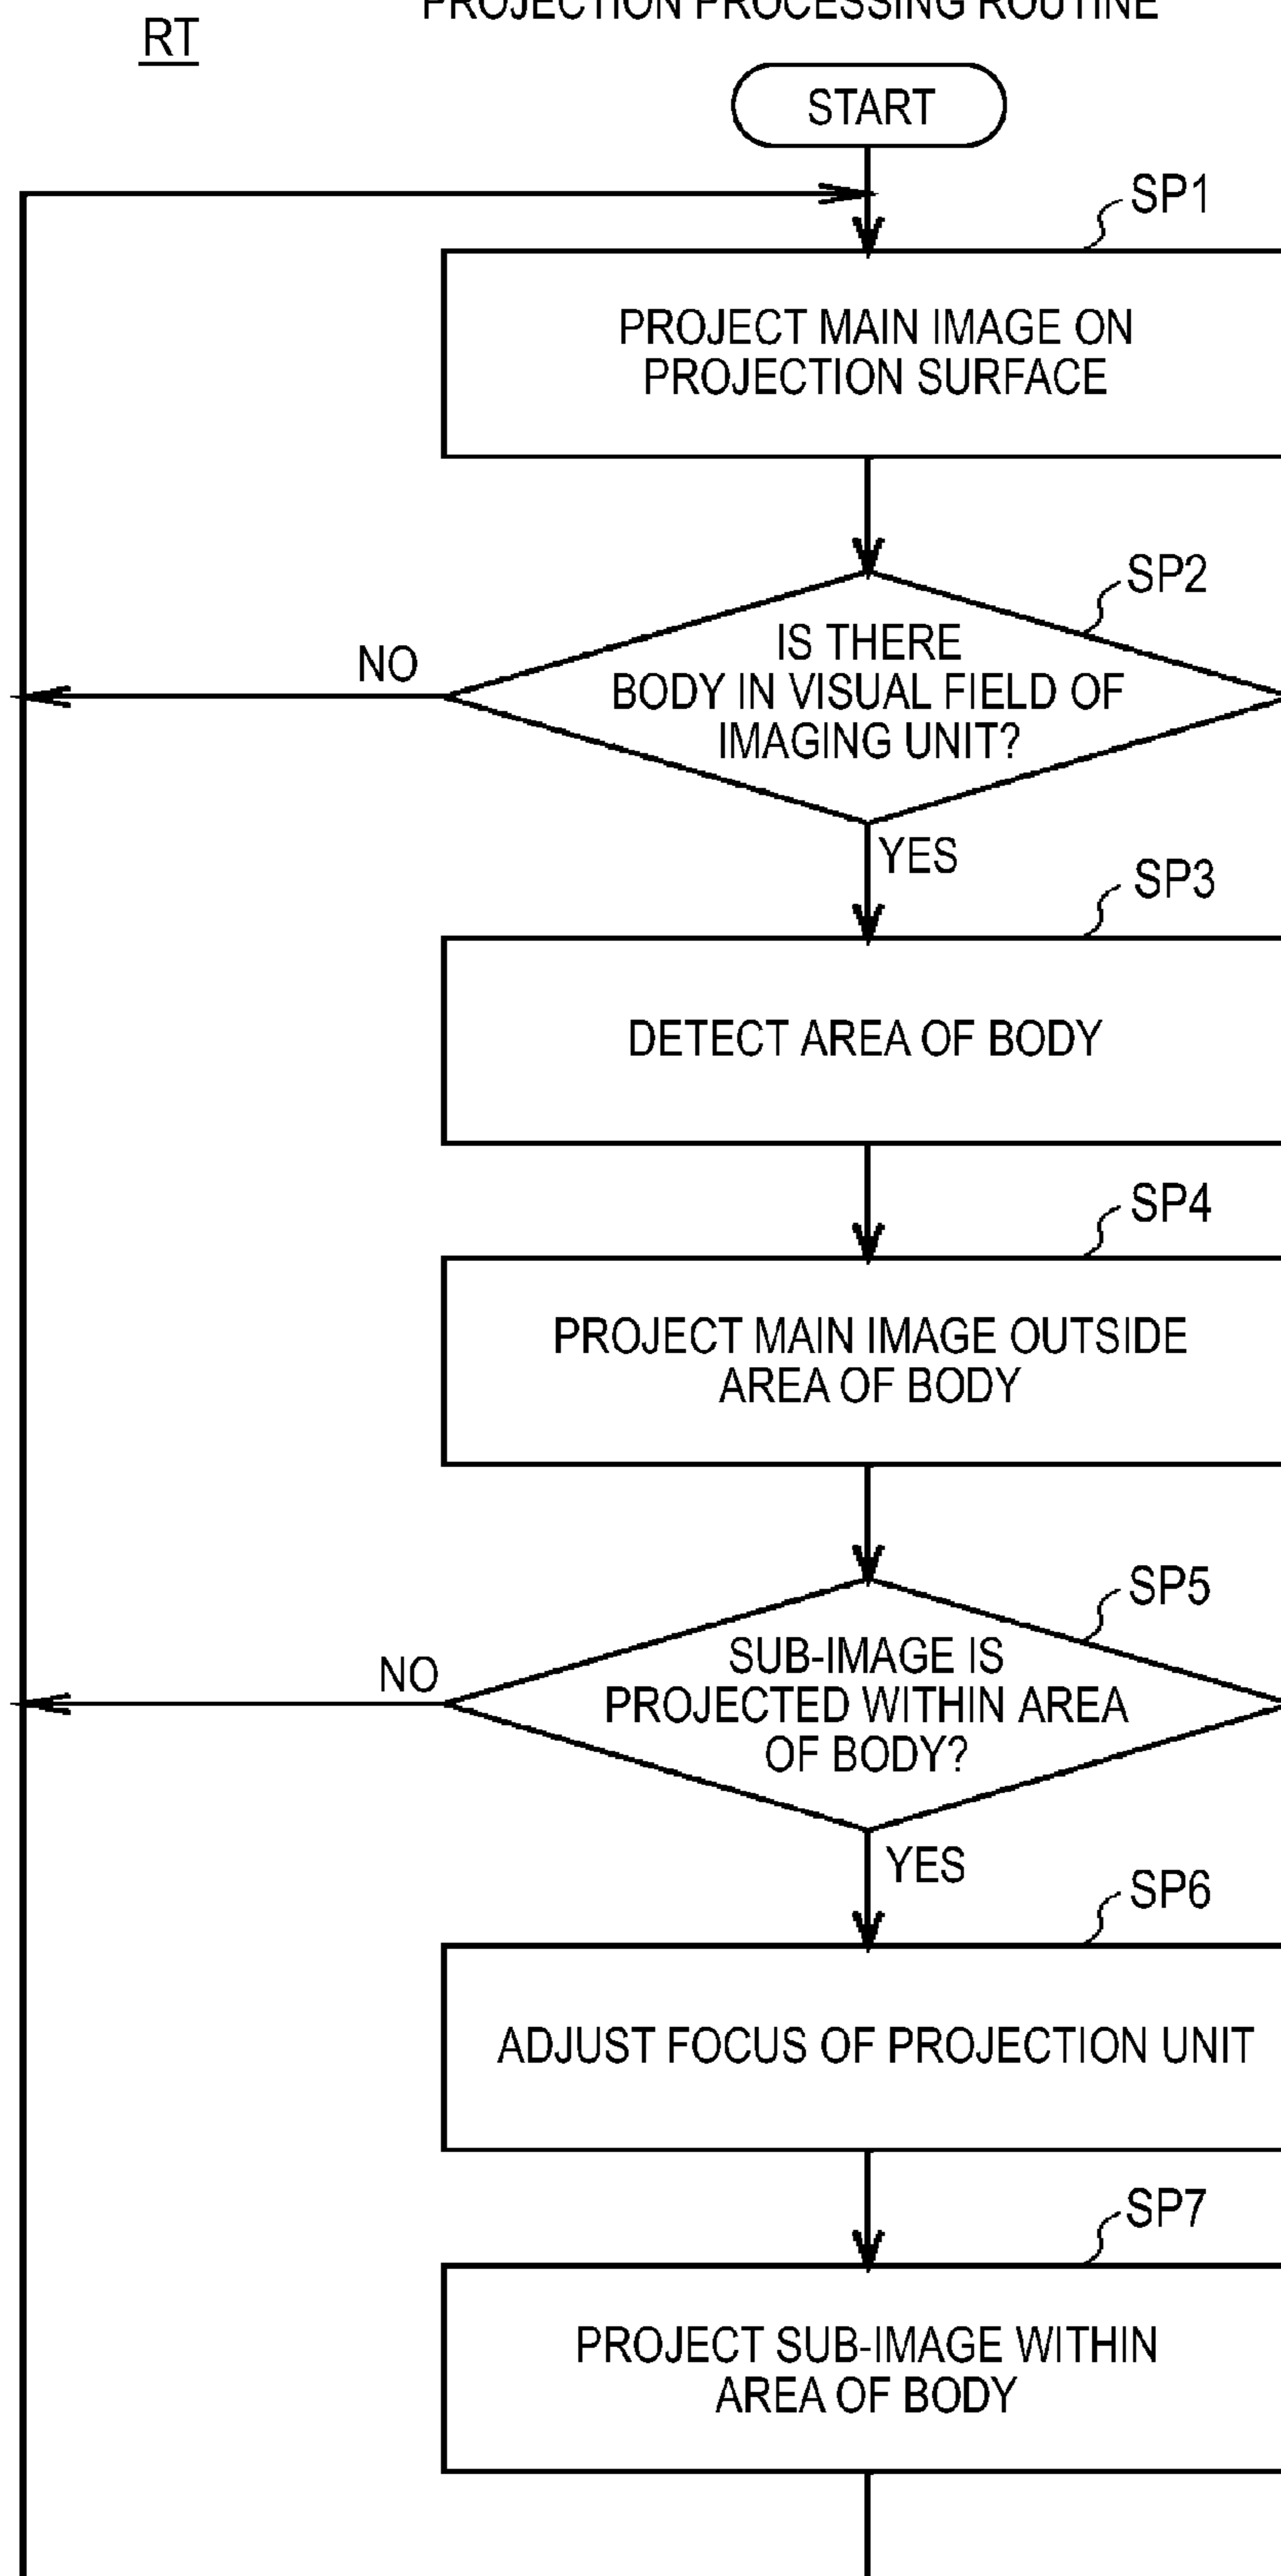 PROJECTION PROCESSING ROUTINE
RT
START
SP1
PROJECT MAIN IMAGE ON
PROJECTION SURFACE
SP2
IS THERE
BODY IN VISUAL FIELD OF
IMAGING UNIT?
NO
YES
SP3
DETECT AREA OF BODY
SP4
PROJECT MAIN IMAGE OUTSIDE
AREA OF BODY
SP5
SUB-IMAGE IS
PROJECTED WITHIN AREA
OF BODY?
NO
YES
SP6
ADJUST FOCUS OF PROJECTION UNIT
SP7
PROJECT SUB-IMAGE WITHIN
AREA OF BODY